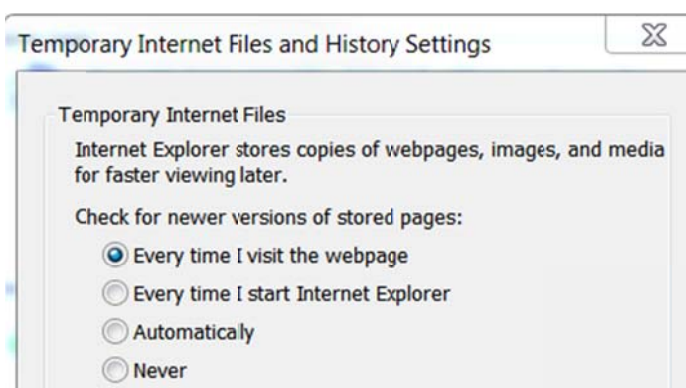 Temporary Internet Files and History Settings
Temporary Internet Files
Internet Explorer stores copies of webpages, images, and media
for faster viewing later.
Check for newer versions of stored pages:
Every time I visit the webpage
Every time I start Internet Explorer
Automatically
Never